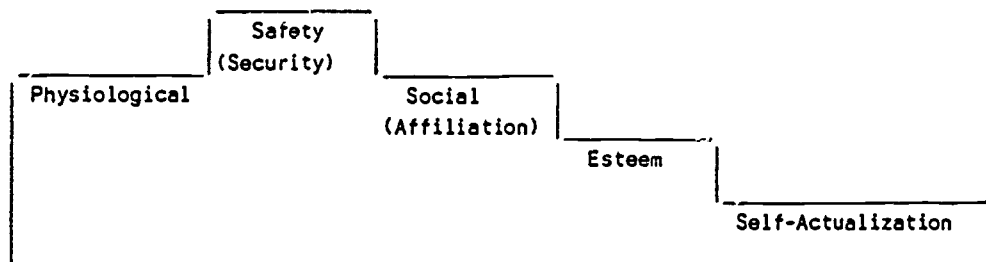 Safety
(Security)
Physiological
Social
(Affiliation)
Esteem
Self-Actualization